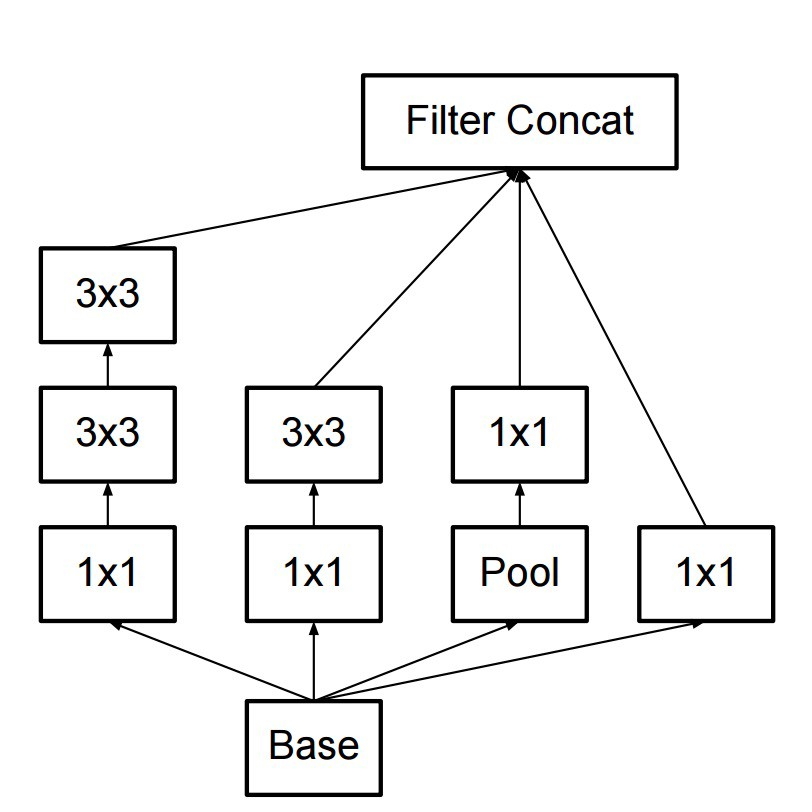 Filter Concat
3x3
3x3
3x3
1x1
1x1
1x1
Pool
1x1
Base